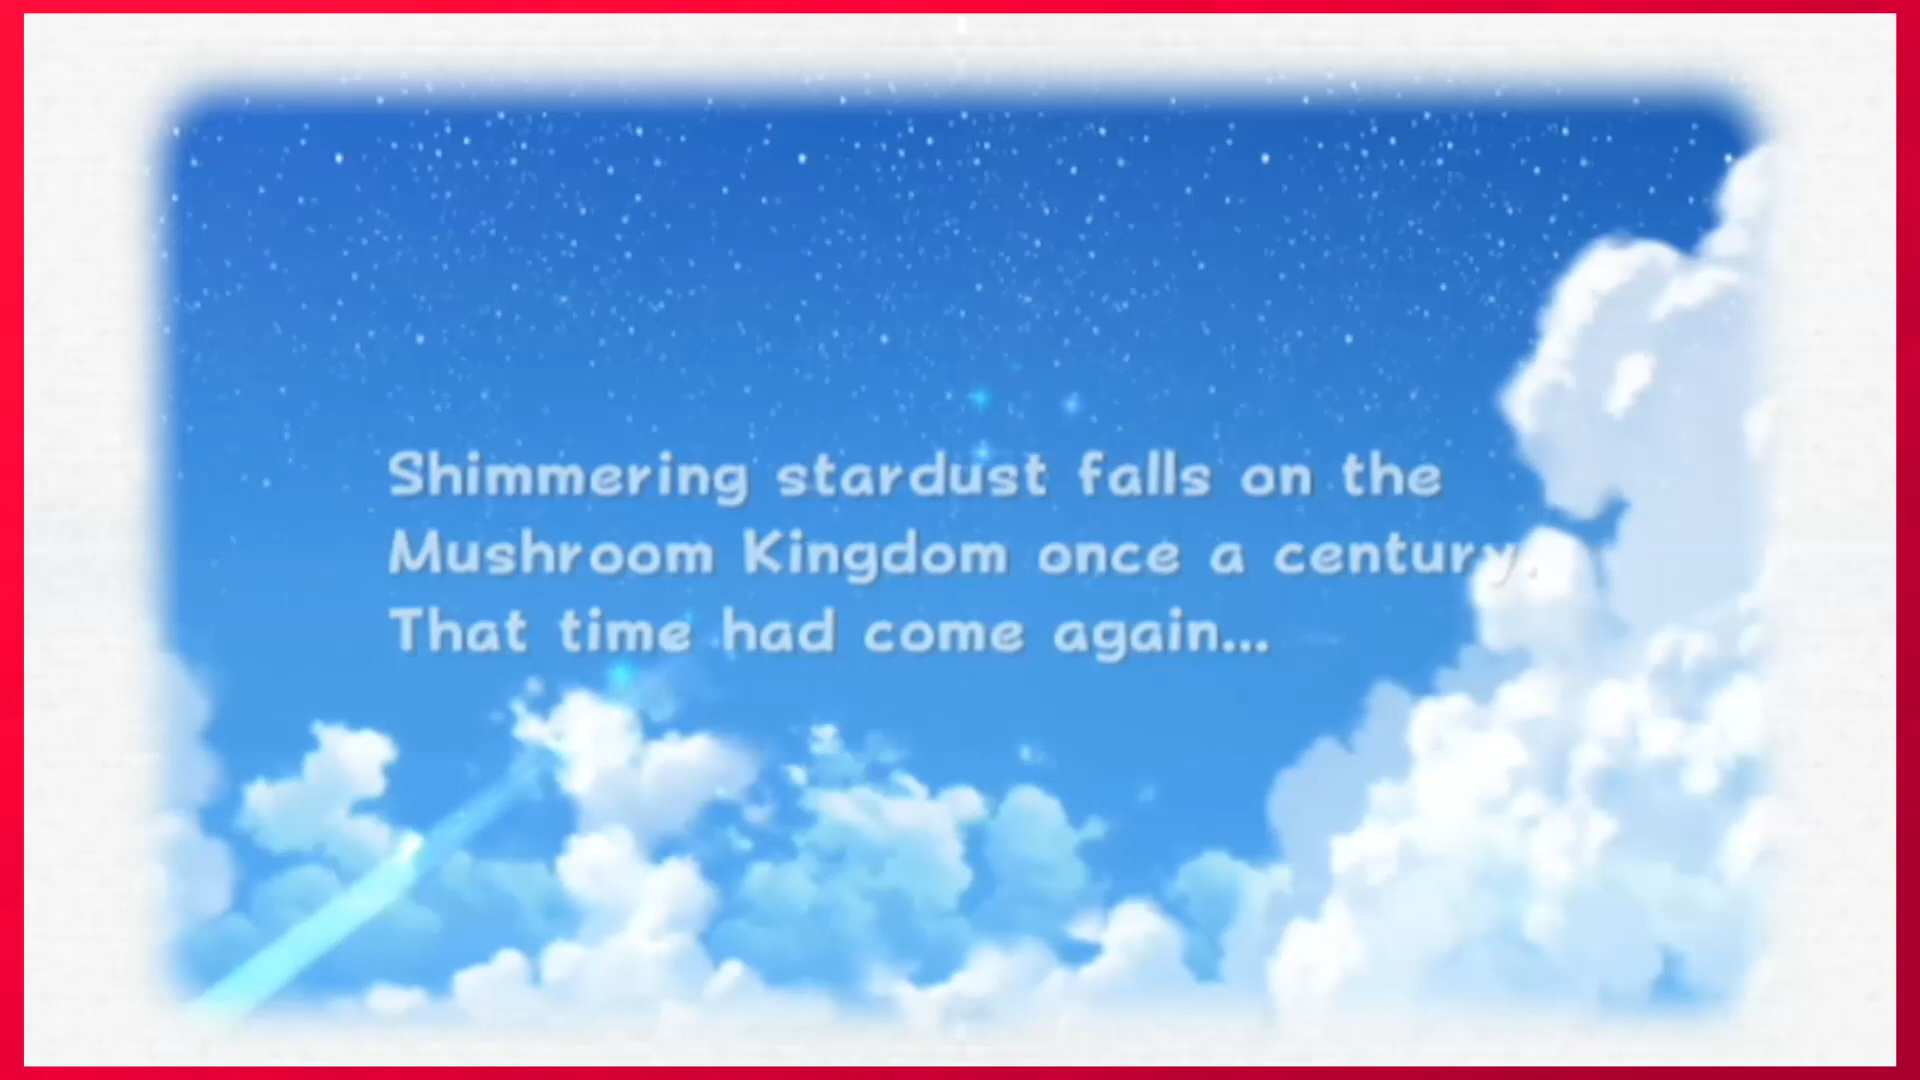 Shimmering stardust falls on the
Mushroom Kingdom once a century.
That time had come again...